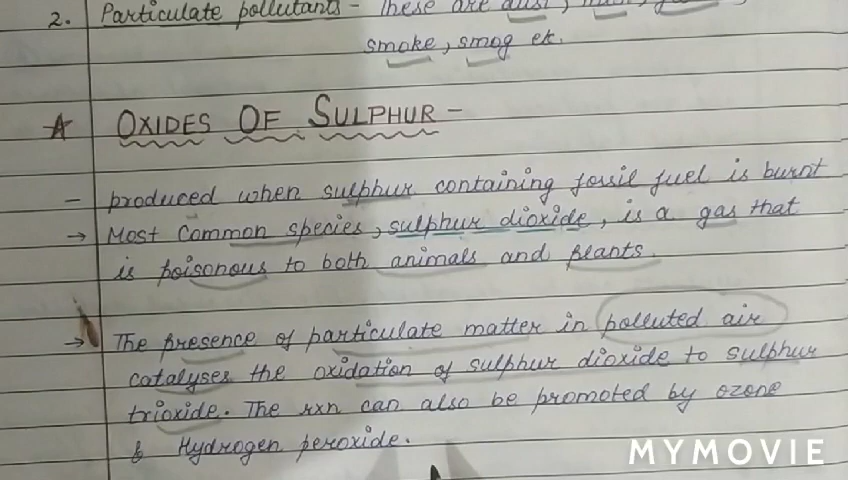 2. Particulate pollutants - These are dust,
smoke, smog etc.
OXIDES OF SULPHUR -
- produced when sulphur containing fossil fuel is burnt
→ Most Common species, sulphur dioxide, is a gas that
is poisonous to both animals and plants.
→ The presence of particulate matter in polluted air
catalyses the oxidation of sulphur dioxide to sulphur
trioxide. The rxn can also be promoted by ozone
& Hydrogen peroxide.
MYMOVIE